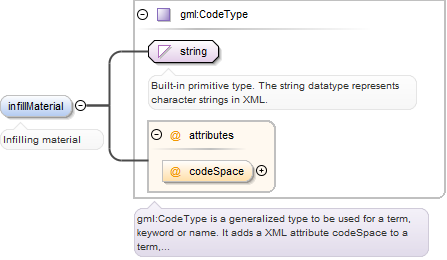 gml:CodeType
string
Built-in primitive type. The string datatype represents
character strings in XML.
infillMaterial
Infilling material
@ attributes
@ codeSpace
gml:CodeType is a generalized type to be used for a term,
keyword or name. It adds a XML attribute codeSpace to a
term,...